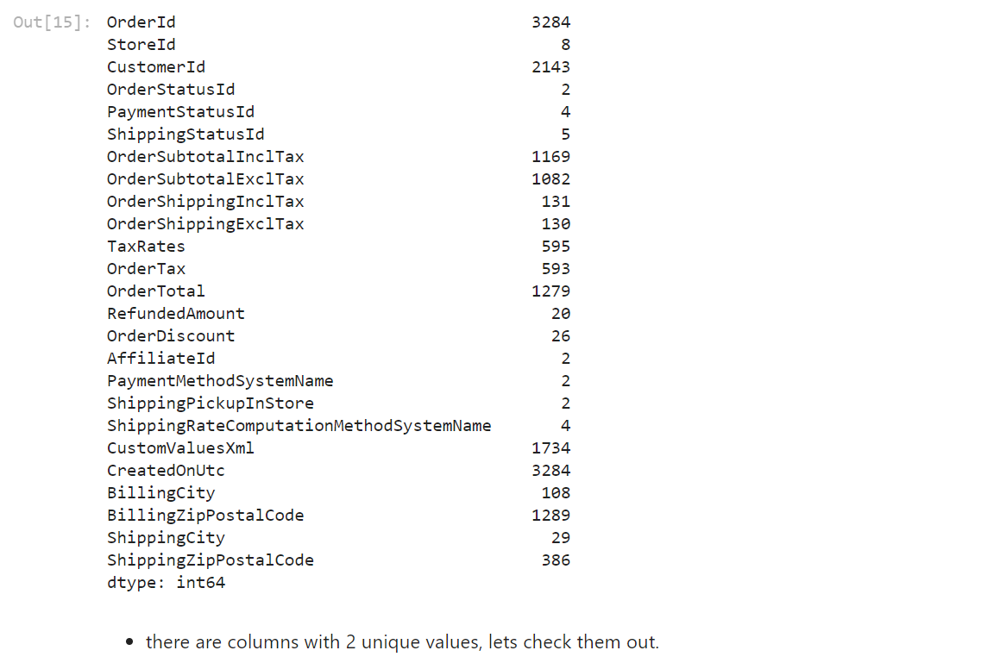 Out[15]: OrderId 3284
StoreId 8
CustomerId 2143
OrderStatusId 2
PaymentStatusId 4
ShippingStatusId 5
OrderSubtotalInclTax 1169
OrderSubtotalExclTax 1082
OrderShippingInclTax 131
OrderShippingExclTax 130
TaxRates 595
OrderTax 593
OrderTotal 1279
RefundedAmount 20
OrderDiscount 26
AffiliateId 2
PaymentMethodSystemName 2
ShippingPickupInStore 2
ShippingRateComputationMethodSystemName 4
CustomValuesXml 1734
CreatedOnUtc 3284
BillingCity 108
BillingZipPostalCode 1289
ShippingCity 29
ShippingZipPostalCode 386
dtype: int64
• there are columns with 2 unique values, lets check them out.